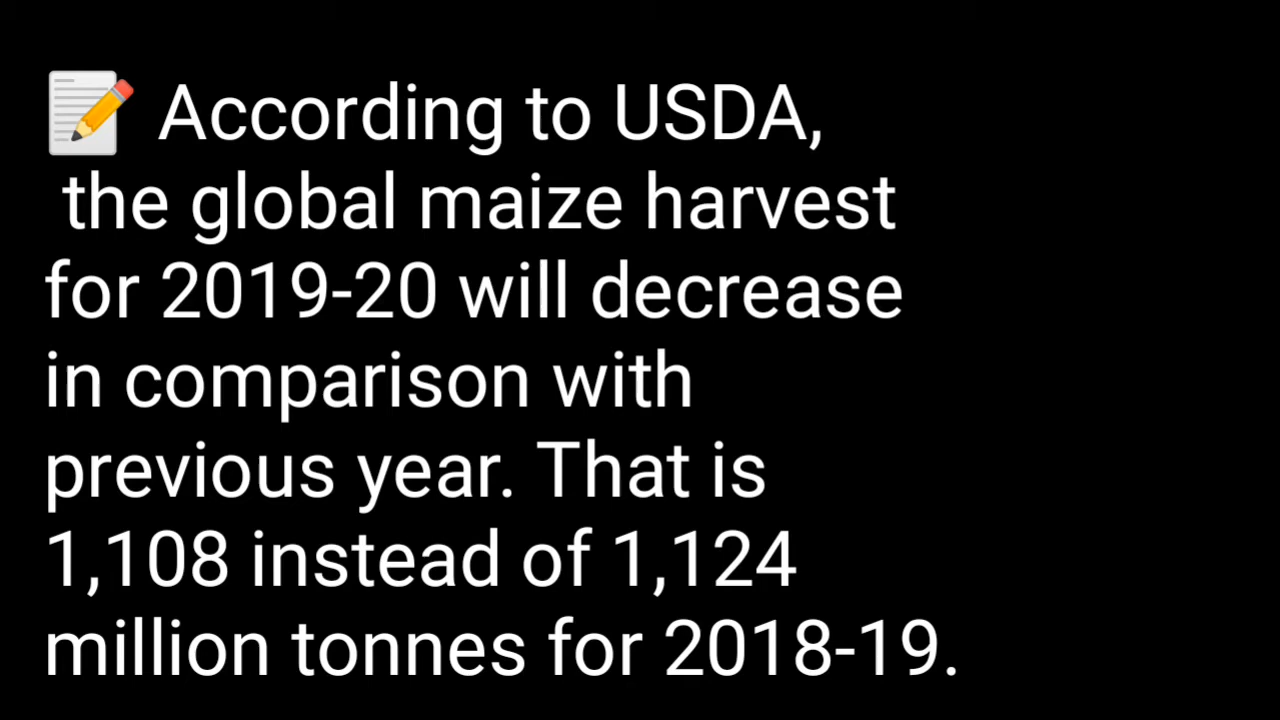 📝 According to USDA,
the global maize harvest
for 2019-20 will decrease
in comparison with
previous year. That is
1,108 instead of 1,124
million tonnes for 2018-19.